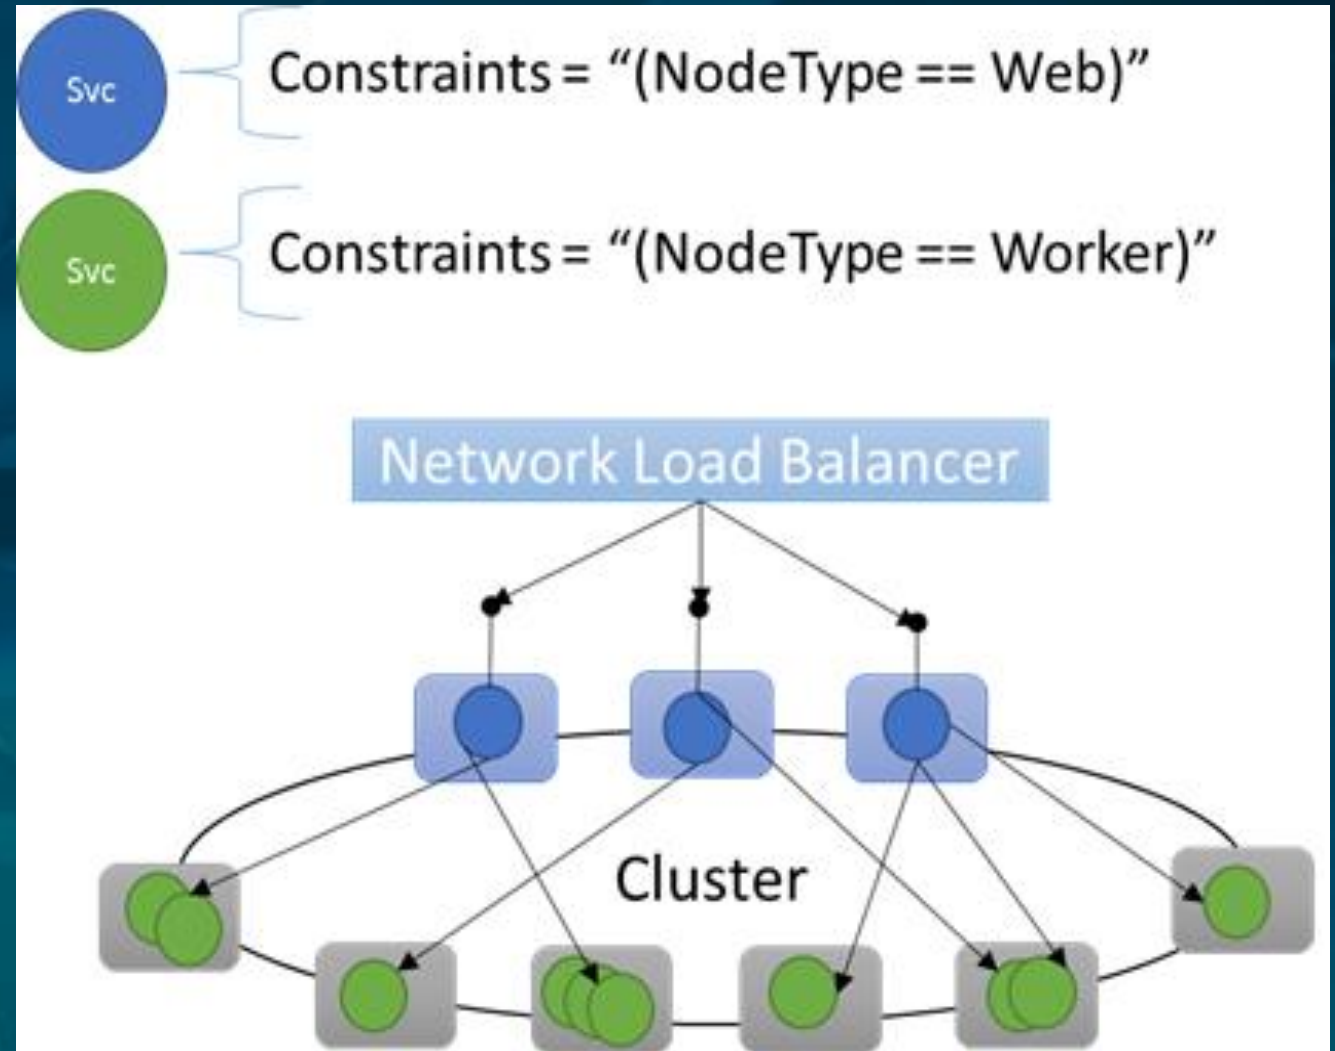 Svc
Constraints = “(NodeType == Web)”
Svc
Constraints = “(NodeType == Worker)”
Network Load Balancer
Cluster